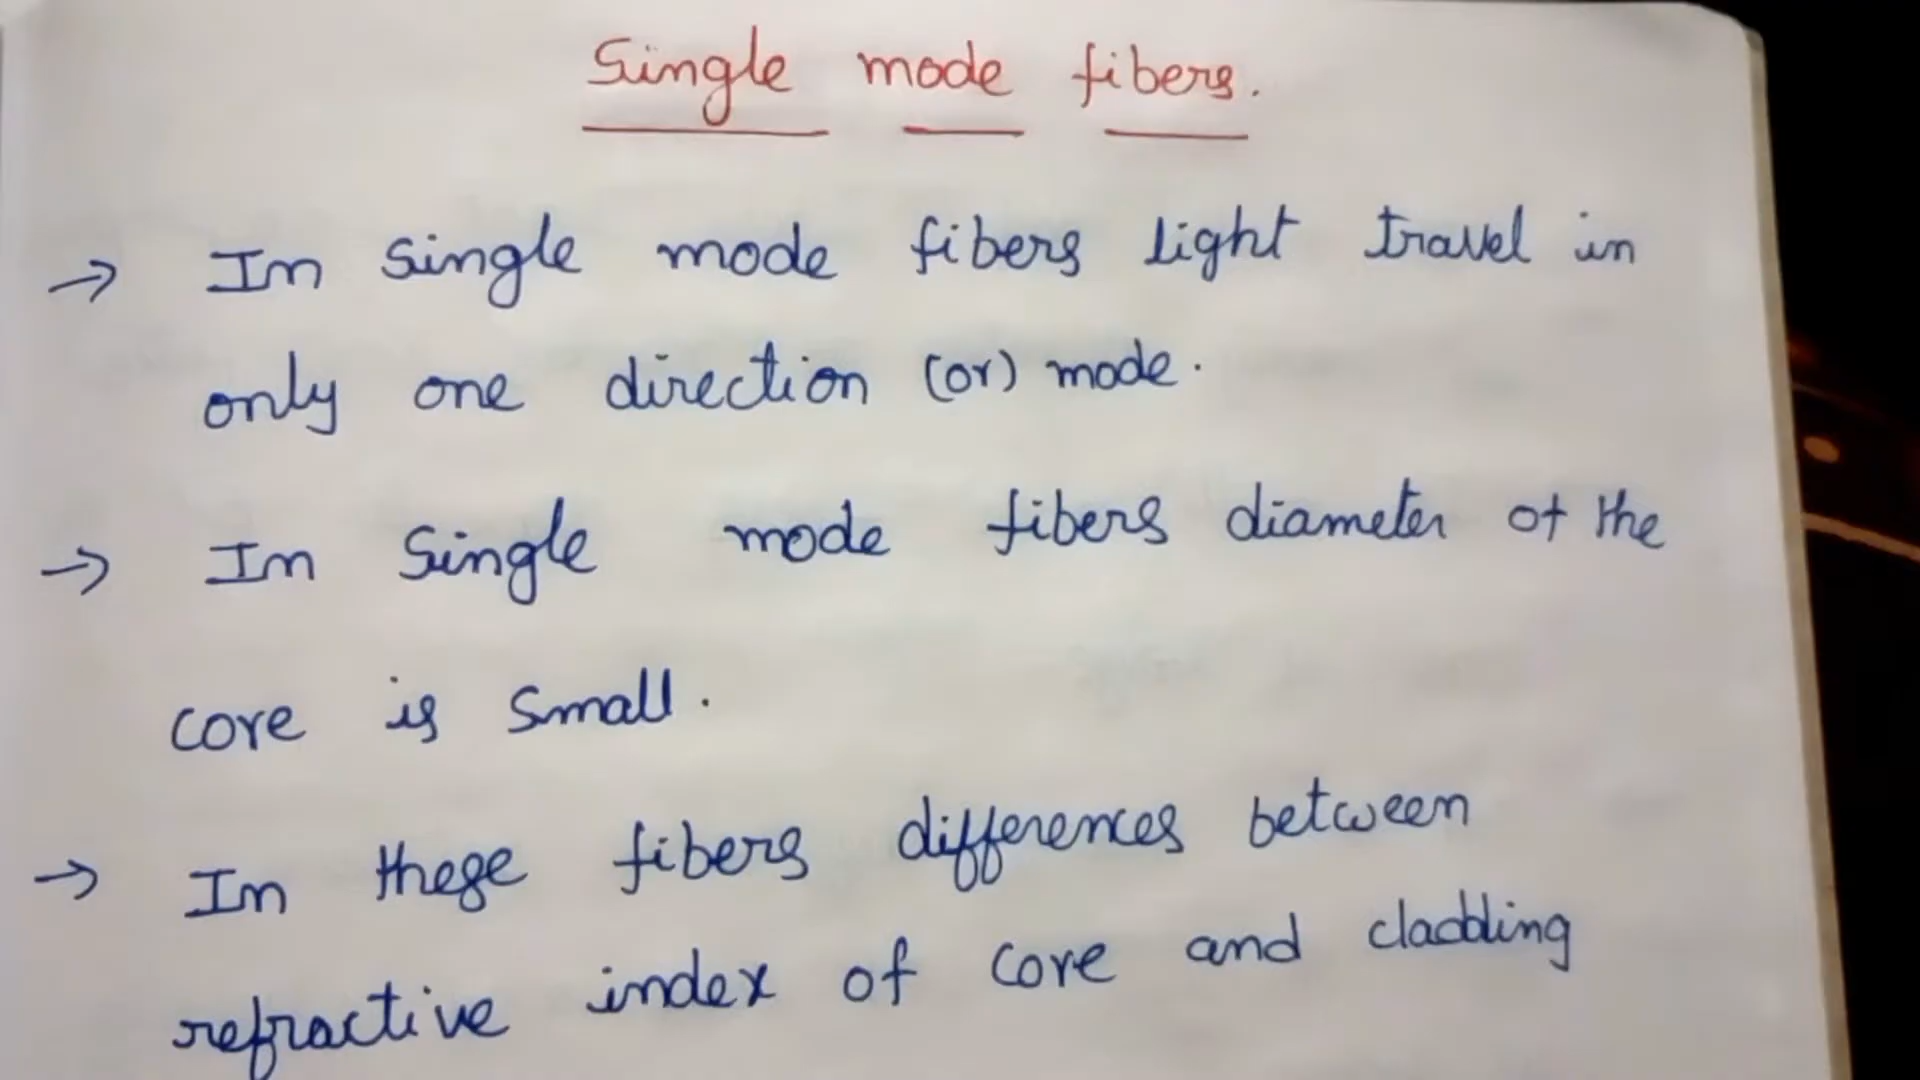 Single mode fibers.
→ In single mode fibers light travel in
only one direction (or) mode.
→ In Single mode fibers diameter of the
core is small.
→ In these fibers differences between
refractive index of core and cladding